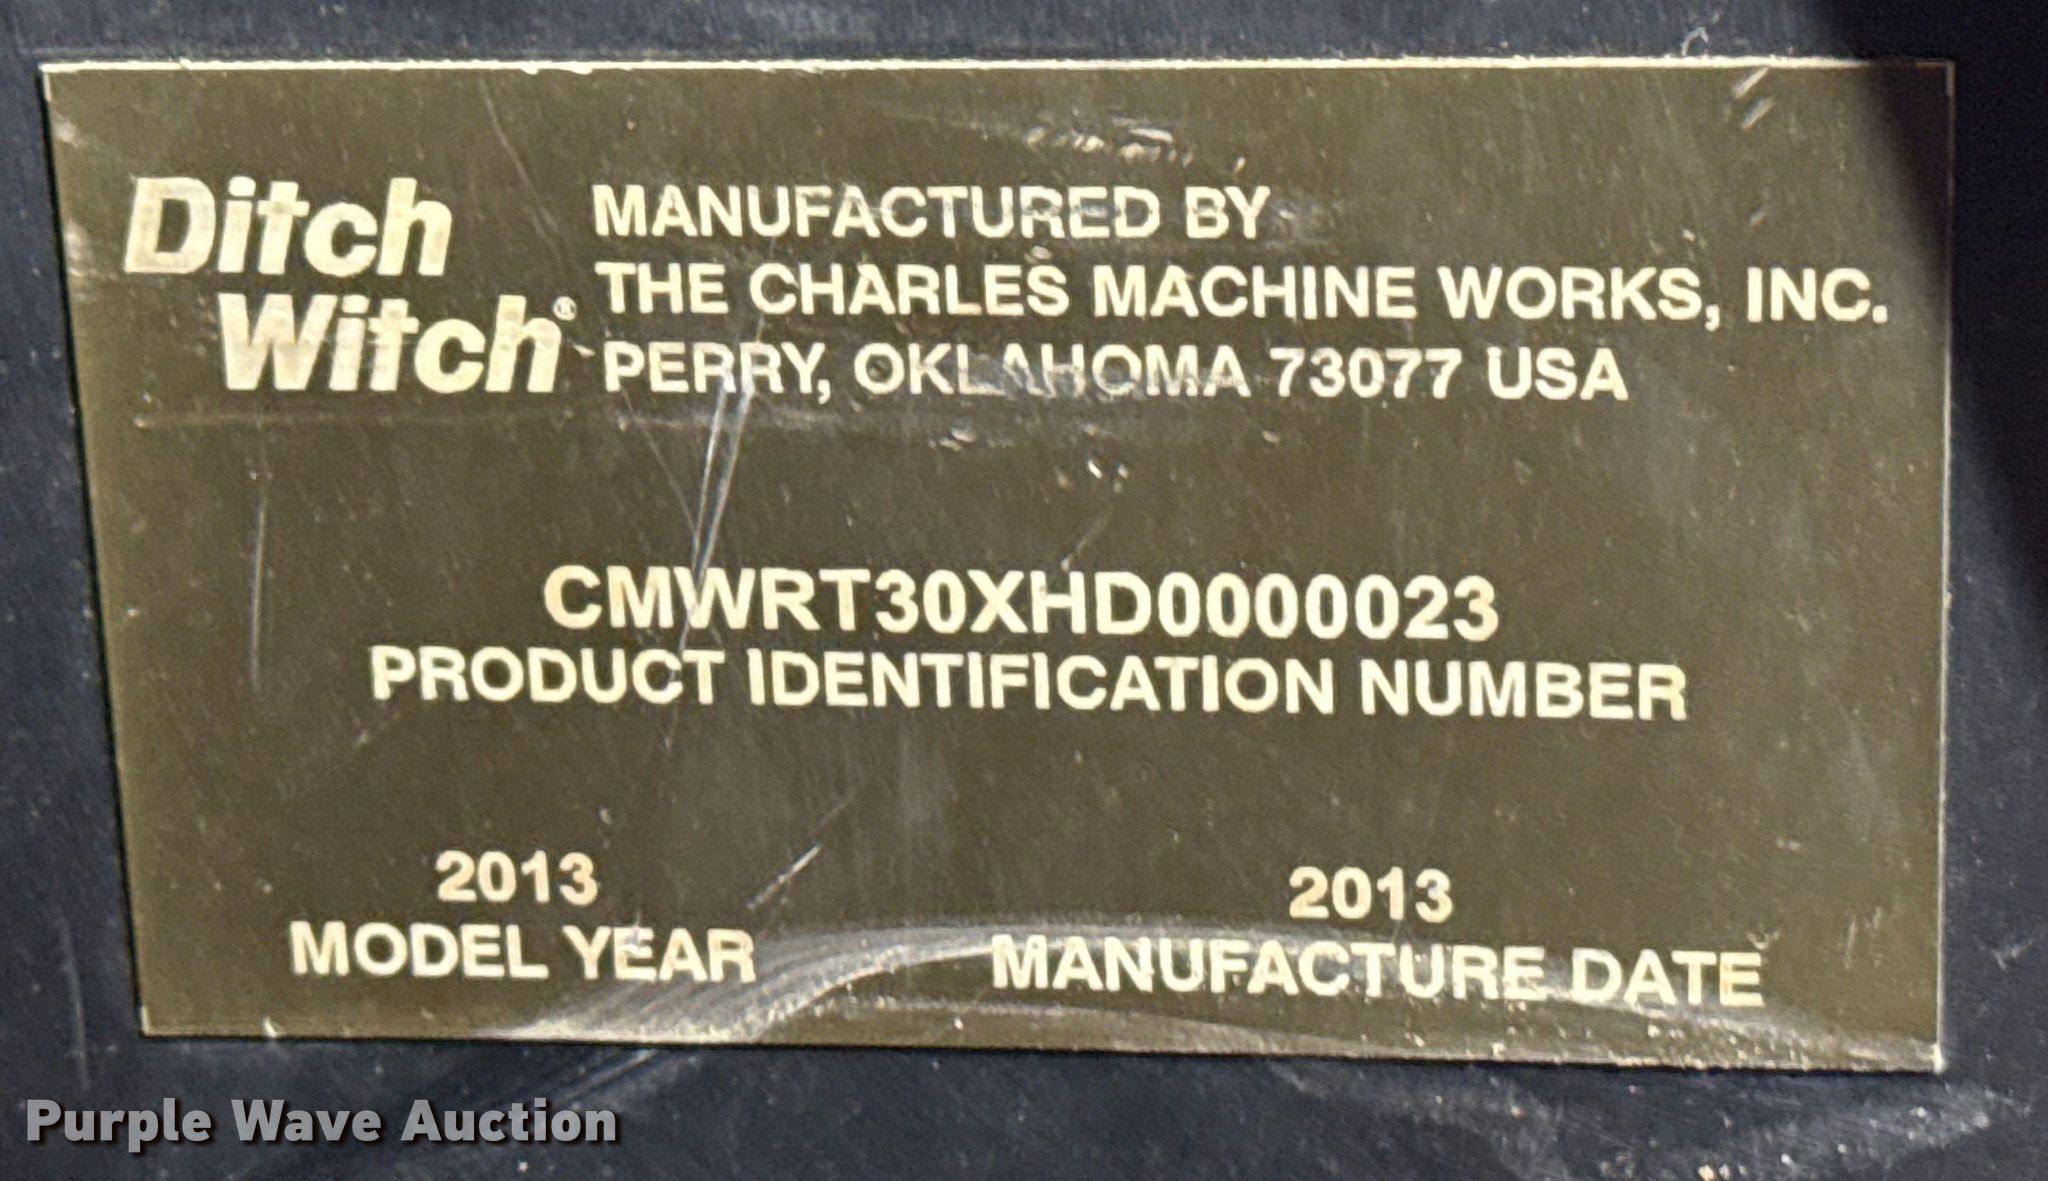 Ditch
Witch®
MANUFACTURED BY
THE CHARLES MACHINE WORKS, INC.
PERRY, OKLAHOMA 73077 USA
CMWRT30XHD0000023
PRODUCT IDENTIFICATION NUMBER
2013
MODEL YEAR
2013
MANUFACTURE DATE
Purple Wave Auction